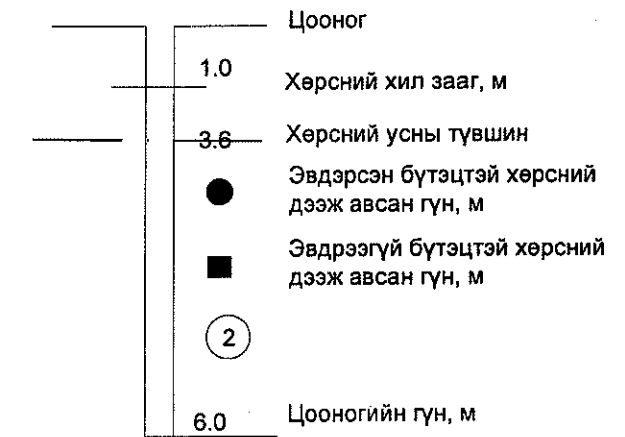 Цооног
1.0
Хөрсний хил зааг, м
3.6
Хөрсний усны түвшин
Эвдэрсэн бүтэцтэй хөрсний
дээж авсан гүн, м
Эвдрээгүй бүтэцтэй хөрсний
дээж авсан гүн, м
2
6.0
Цооногийн гүн, м